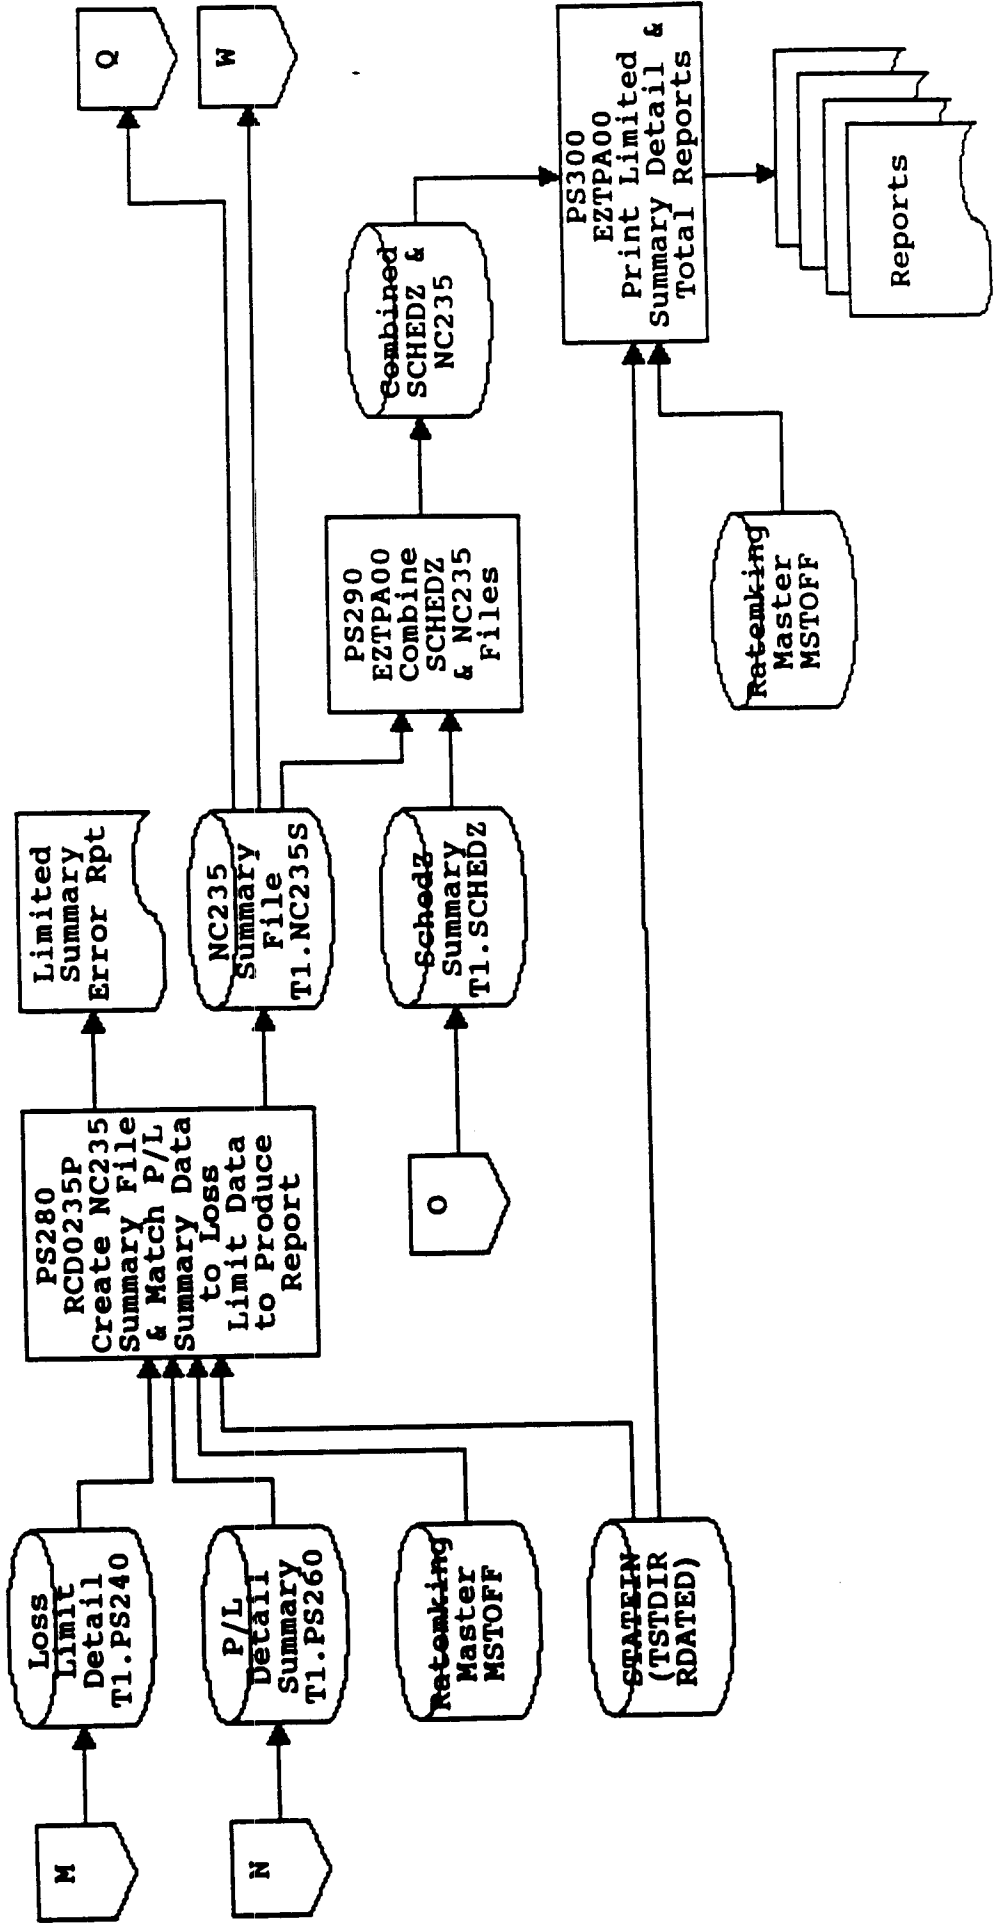 M
Loss
Limit
Detail
T1.PS240
PS280
RCD0235P
Create NC235
Summary File
& Match P/L
Summary Data
to Loss
Limit Data
to Produce
Report
Limited
Summary
Error Rpt
Q
W
N
P/L
Detail
Summary
T1.PS260
NC235
Summary
File
T1.NC235S
Ratemking
Master
MSTOFF
O
Schedz
Summary
T1.SCHEDZ
PS290
EZTPA00
Combine
SCHEDZ
& NC235
Files
Combined
SCHEDZ &
NC235
STATEIN
(TSTDIR
RDATED)
Ratemking
Master
MSTOFF
PS300
EZTPA00
Print Limited
Summary Detail &
Total Reports
Reports